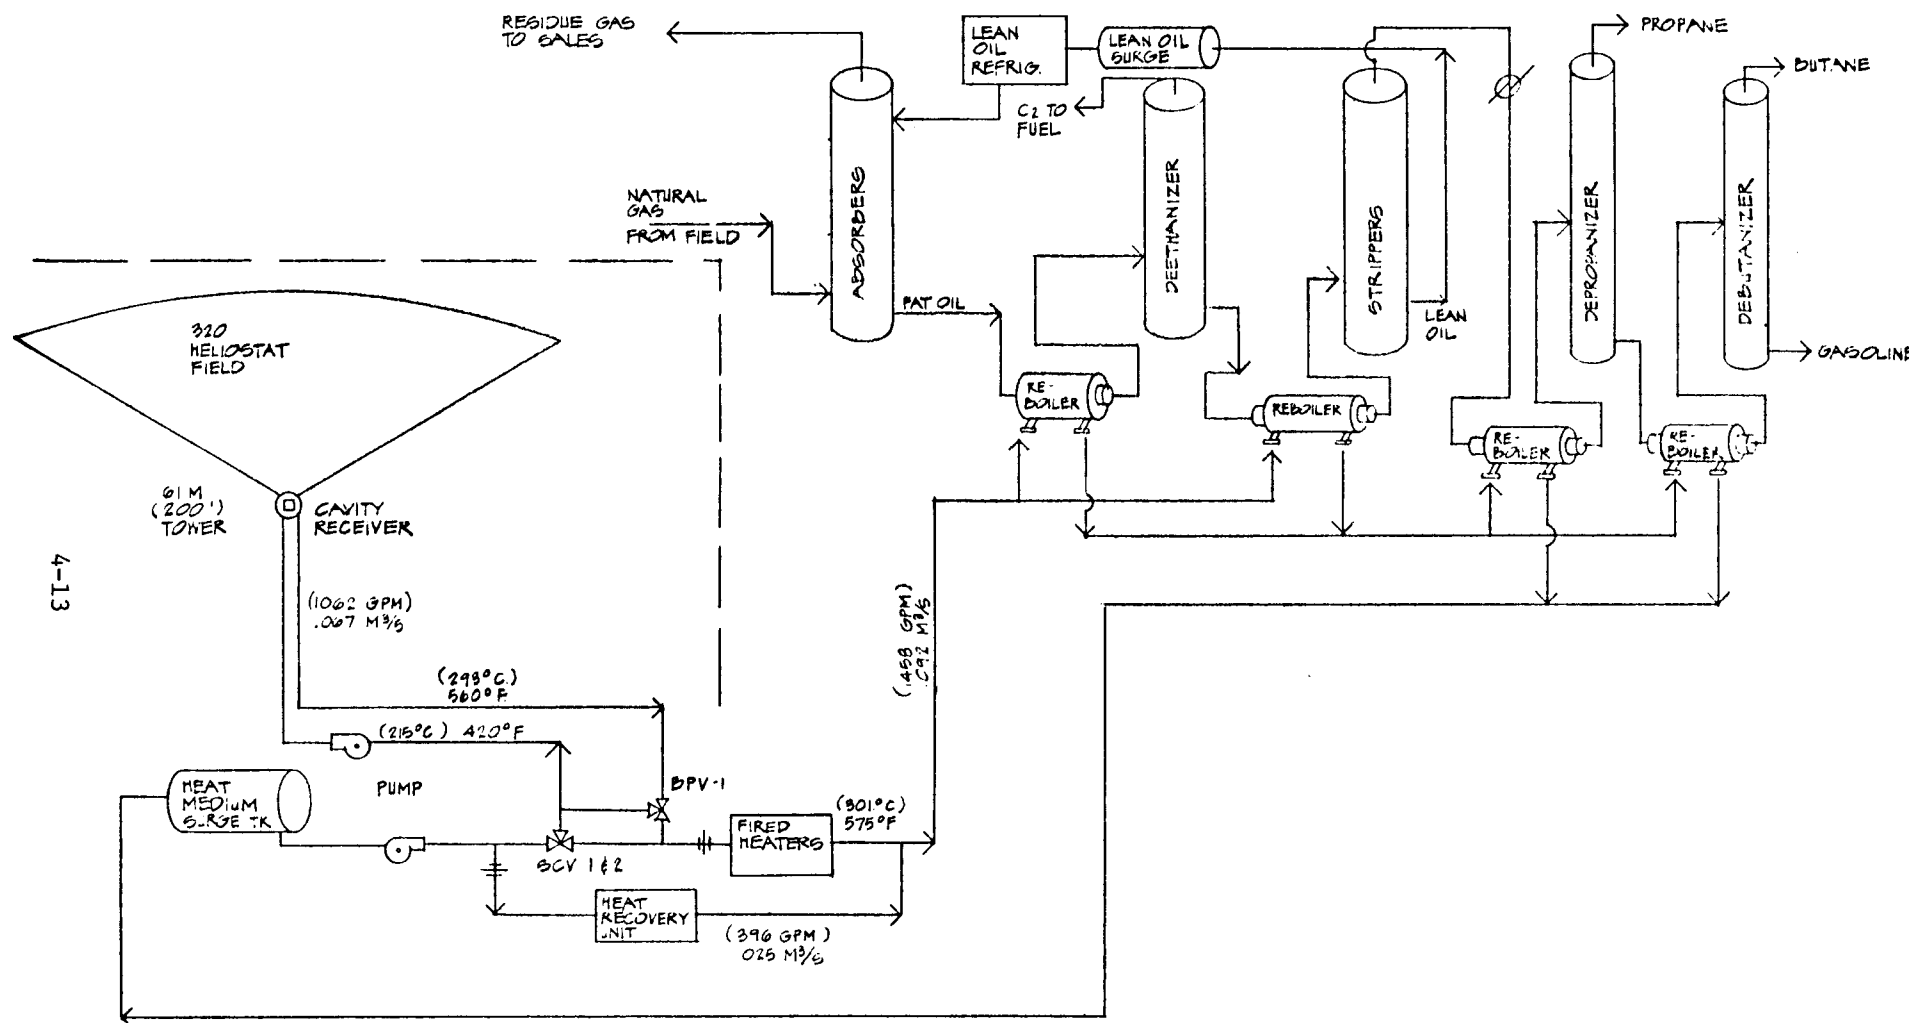 RESIDUE GAS
TO SALES
LEAN
OIL
REFRIG.
LEAN OIL
SURGE
PROPANE
BUTANE
C2 TO
FUEL
NATURAL
GAS
FROM FIELD
ABSORBERS
DEETHANIZER
STRIPPERS
DEPROPANIZER
DEBUTANIZER
FAT OIL
LEAN
OIL
GASOLINE
RE-
BOILER
REBOILER
RE-
BOILER
RE-
BOILER
320
HELIOSTAT
FIELD
61 M
(200')
TOWER
CAVITY
RECEIVER
4-13
(1062 GPM)
.067 M³/S
(1458 GPM)
.092 M³/S
(293°C)
560°F
(215°C) 420°F
HEAT
MEDIUM
SURGE TK
PUMP
BPV-1
FIRED
HEATERS
(301°C)
575°F
SCV 1&2
HEAT
RECOVERY
UNIT
(396 GPM)
025 M³/S